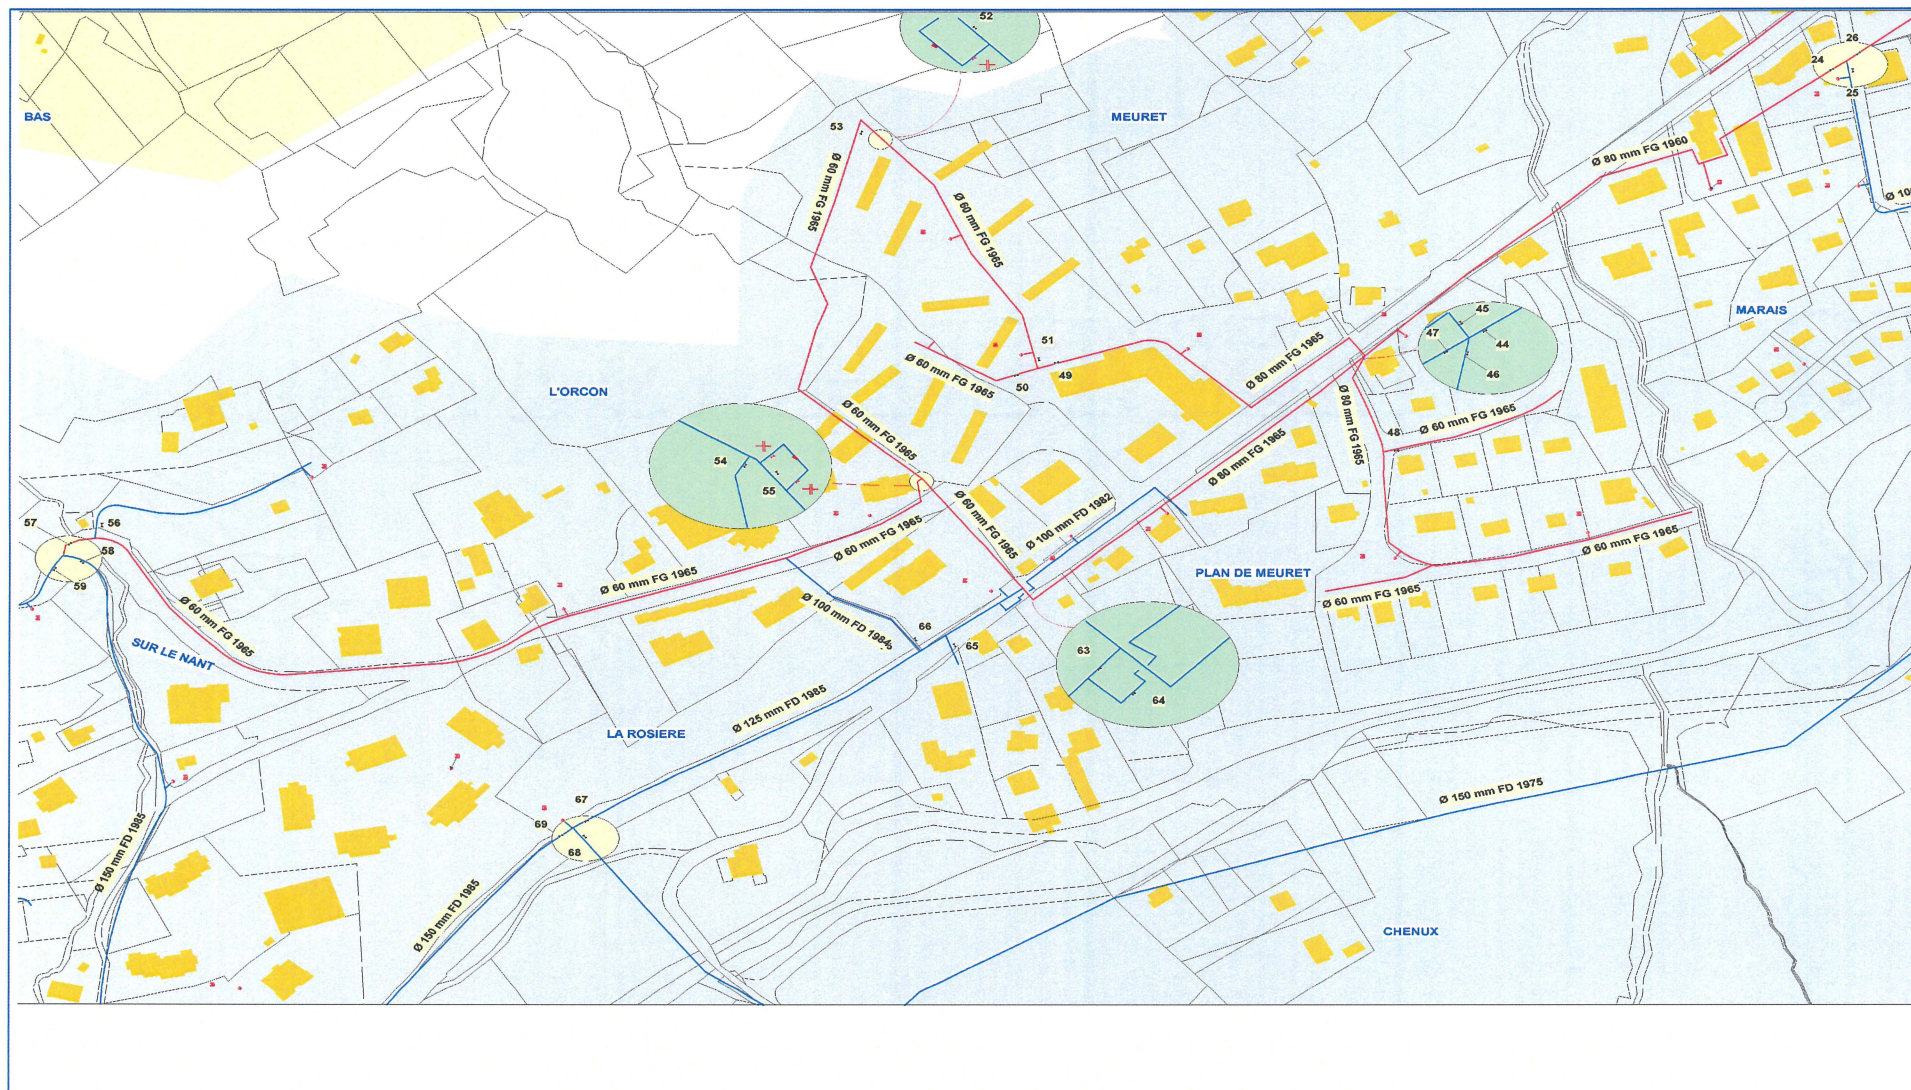 52
26
24
25
BAS
MEURET
53
Ø 80 mm FG 1960
Ø 60 mm FG 1965
Ø 60 mm FG 1965
MARAIS
45
47
44
46
51
49
50
Ø 60 mm FG 1965
Ø 80 mm FG 1965
L'ORCON
Ø 60 mm FG 1965
Ø 80 mm FG 1965
48
Ø 60 mm FG 1965
54
55
Ø 60 mm FG 1965
Ø 80 mm FG 1965
Ø 100 mm FD 1982
57
56
58
59
Ø 60 mm FG 1965
Ø 60 mm FG 1965
Ø 60 mm FG 1965
PLAN DE MEURET
Ø 60 mm FG 1965
Ø 60 mm FG 1965
Ø 100 mm FD 1984
66
65
SUR LE NANT
63
64
Ø 125 mm FD 1985
LA ROSIERE
67
69
68
Ø 150 mm FD 1975
Ø 150 mm FD 1985
Ø 150 mm FD 1985
CHENUX